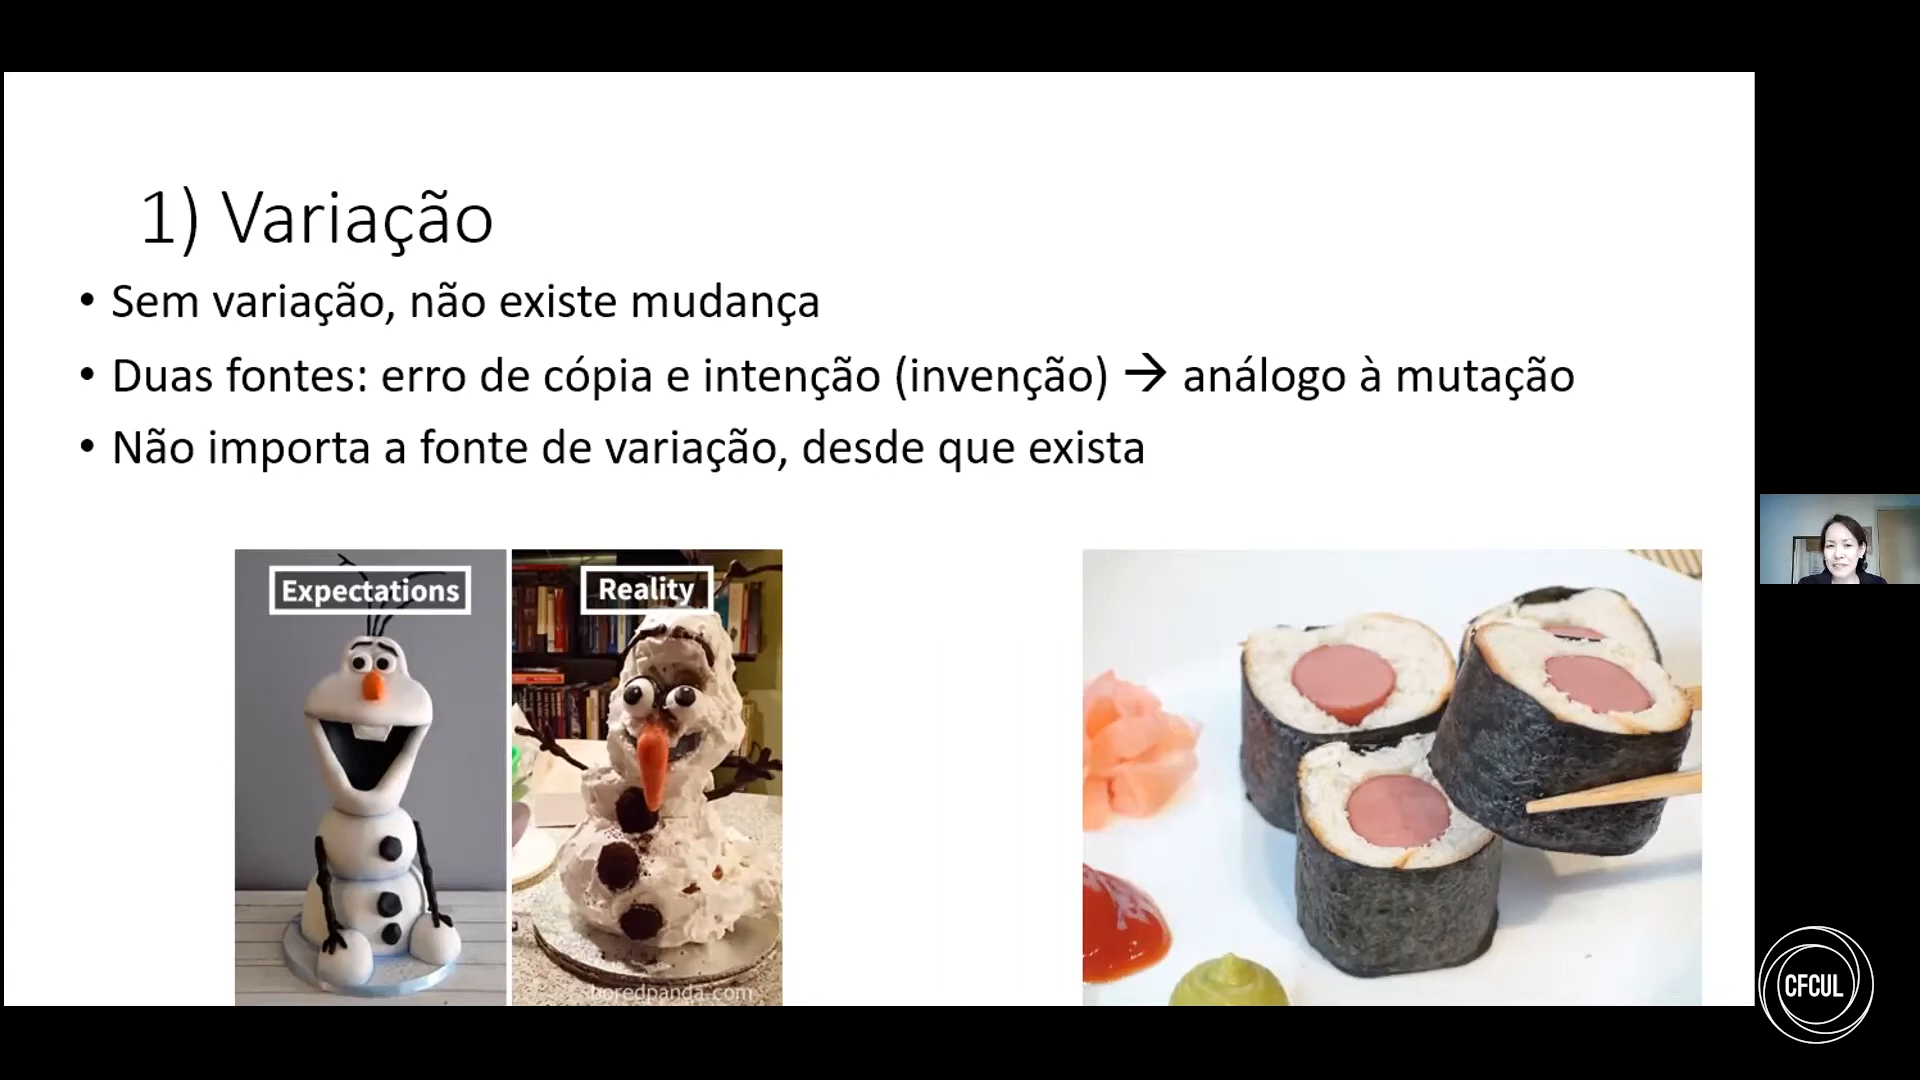 1) Variação
• Sem variação, não existe mudança
• Duas fontes: erro de cópia e intenção (invenção) → análogo à mutação
• Não importa a fonte de variação, desde que exista
Expectations
Reality
boredpanda.com
CFCUL